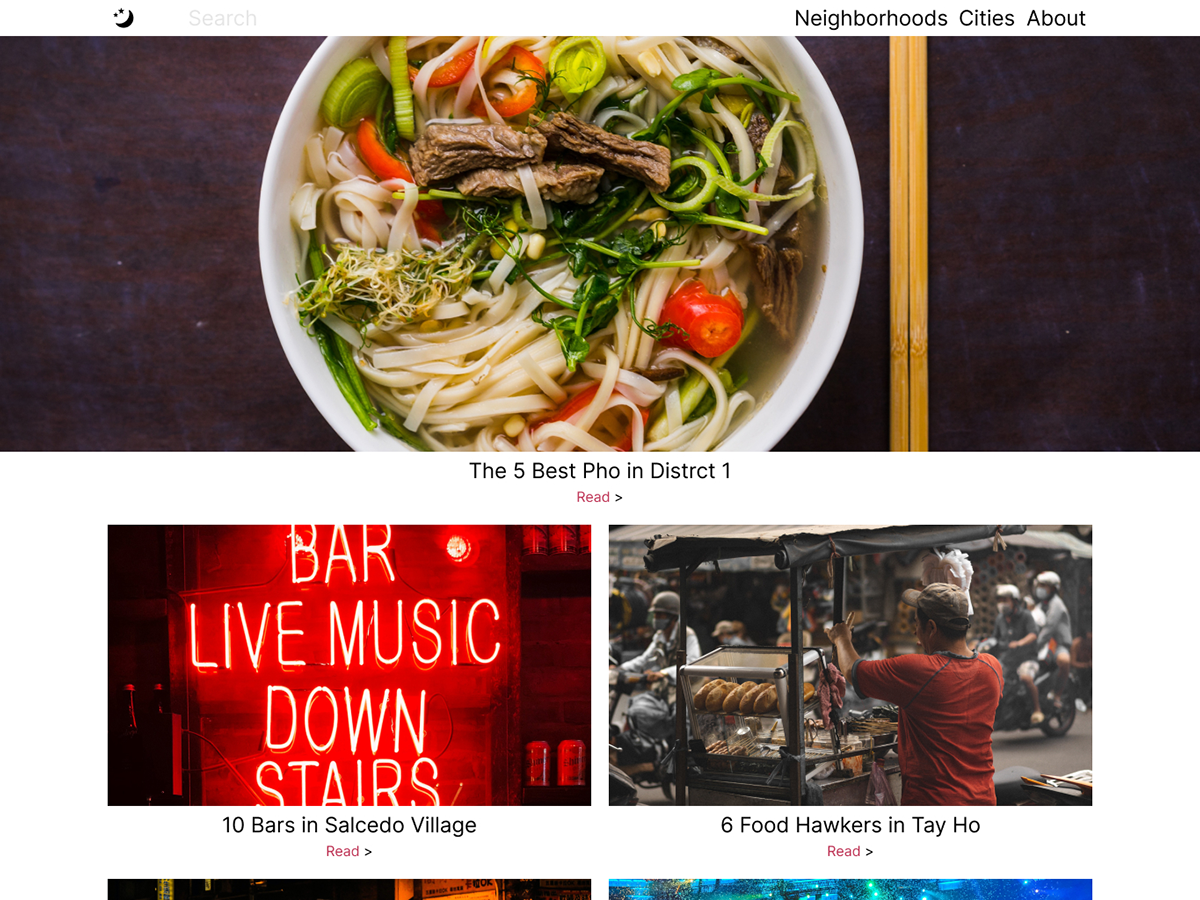 Search
Neighborhoods Cities About
The 5 Best Pho in Distrct 1
Read >
BAR
LIVE MUSIC
DOWN
STAIRS
10 Bars in Salcedo Village
Read >
6 Food Hawkers in Tay Ho
Read >